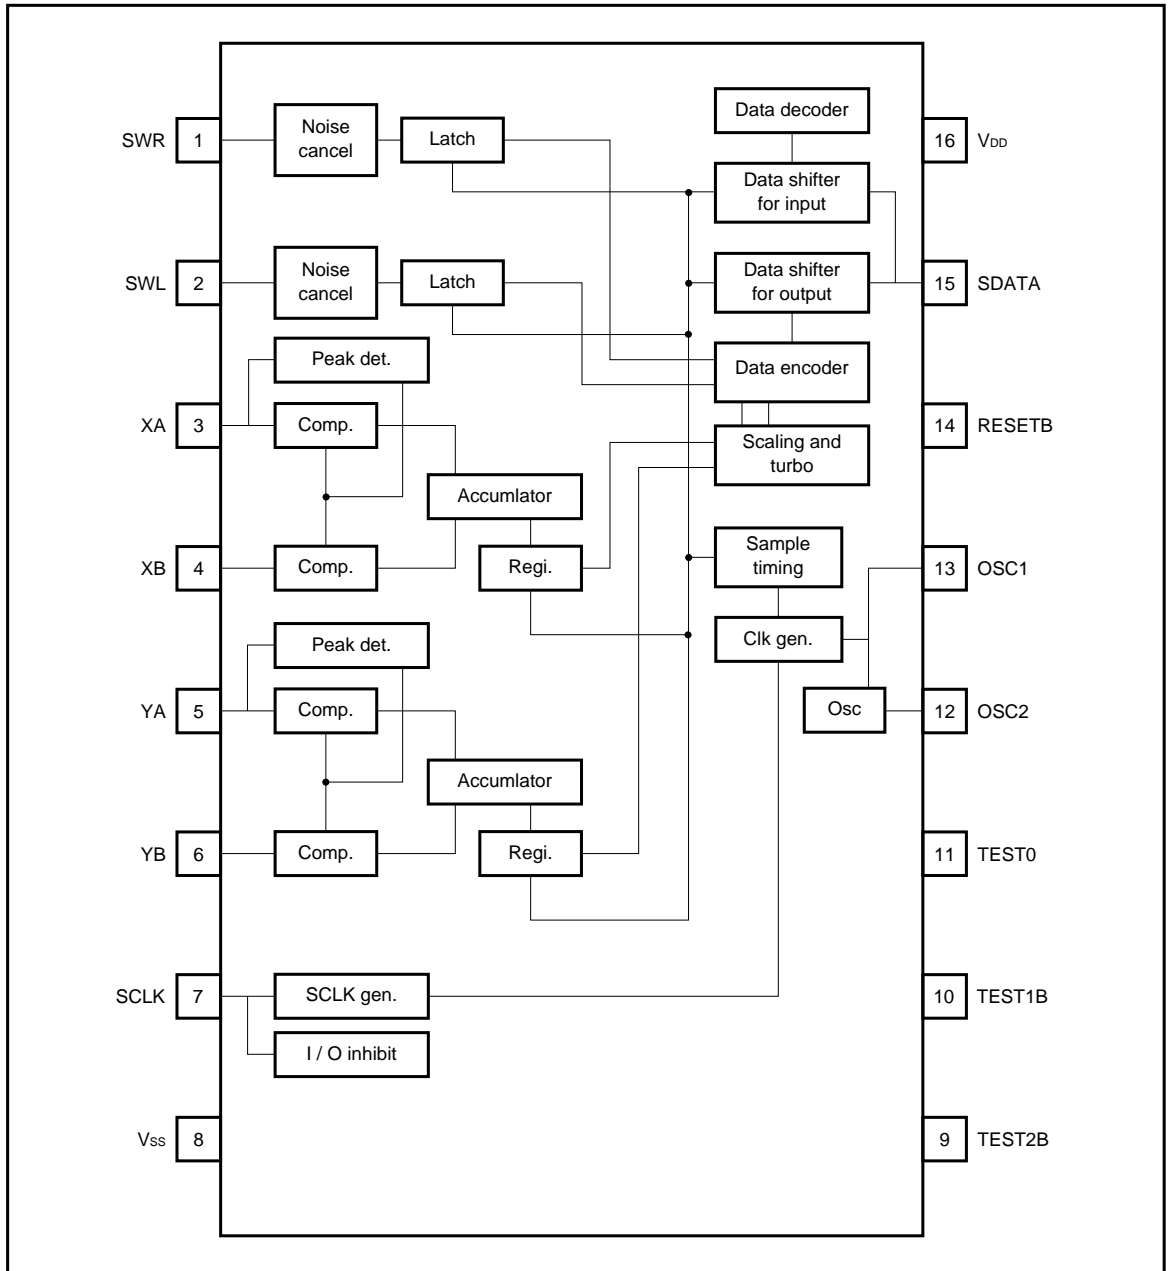 Data decoder
SWR 1
Noise
cancel
Latch
16 VDD
Data shifter
for input
SWL 2
Noise
cancel
Latch
Data shifter
for output
15 SDATA
Peak det.
Data encoder
XA 3
Comp.
14 RESETB
Scaling and
turbo
Accumlator
Sample
timing
XB 4
Comp.
Regi.
13 OSC1
Peak det.
Clk gen.
YA 5
Comp.
Osc
12 OSC2
Accumlator
YB 6
Comp.
Regi.
11 TEST0
SCLK 7
SCLK gen.
10 TEST1B
I / O inhibit
VSS 8
9 TEST2B